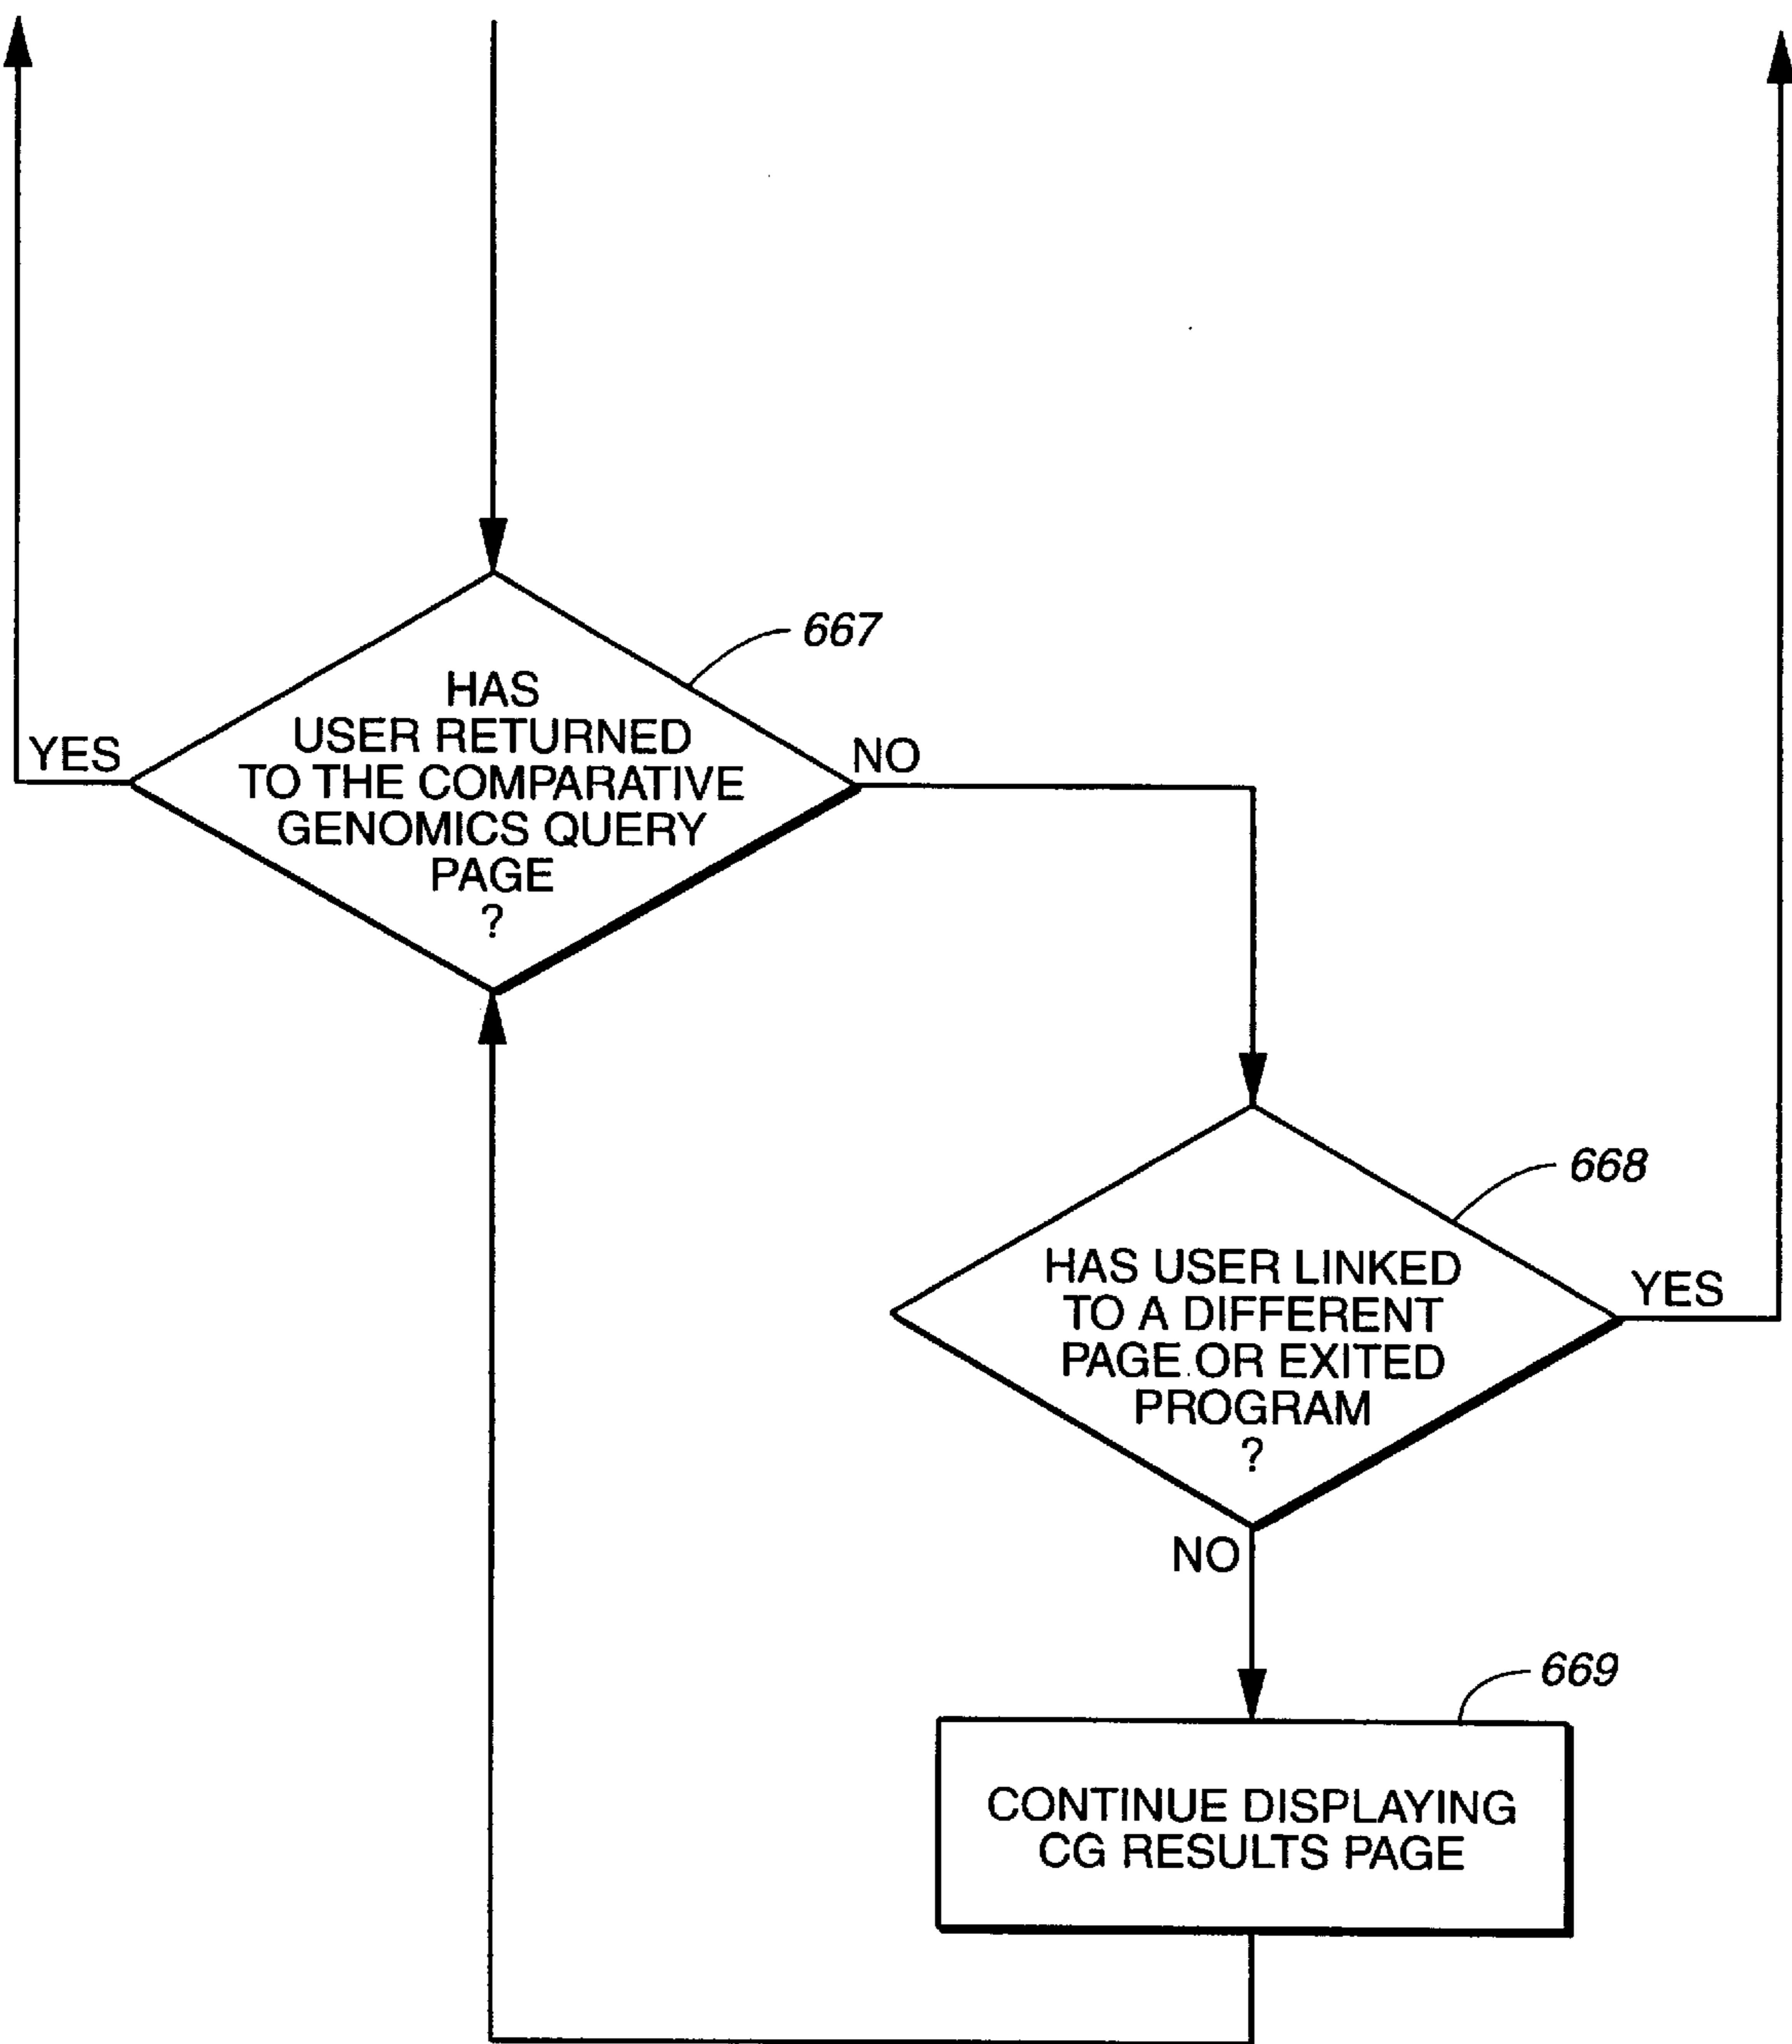 667
HAS
USER RETURNED
TO THE COMPARATIVE
GENOMICS QUERY
PAGE
?
YES
NO
668
HAS USER LINKED
TO A DIFFERENT
PAGE OR EXITED
PROGRAM
?
YES
NO
669
CONTINUE DISPLAYING
CG RESULTS PAGE